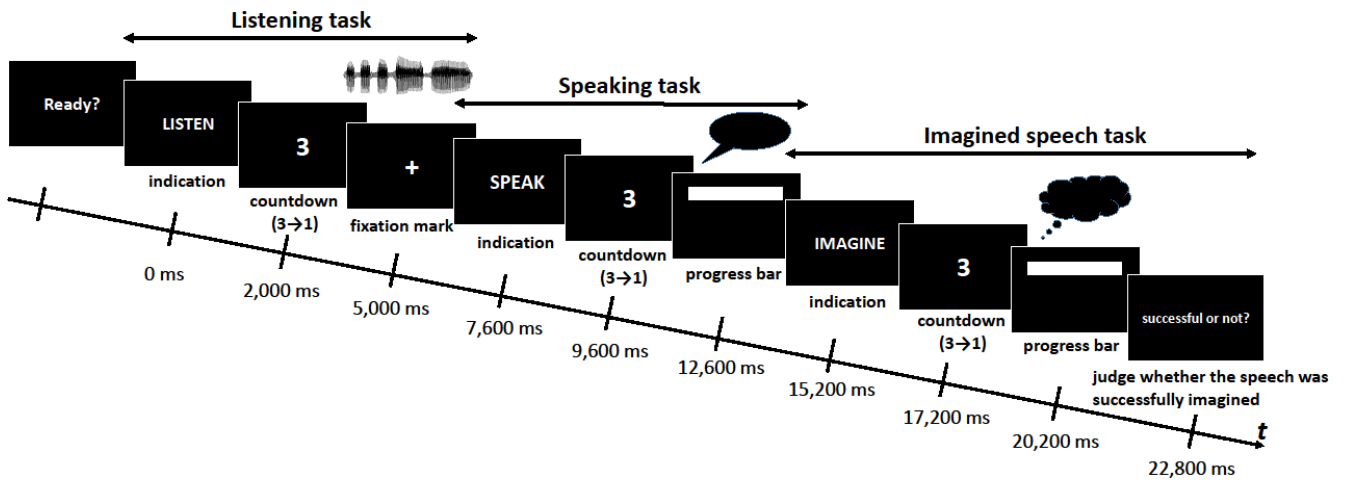 Listening task
Speaking task
Imagined speech task
Ready?
LISTEN
indication
3
countdown
(3→1)
+
fixation mark
SPEAK
indication
3
countdown
(3→1)
progress bar
IMAGINE
indication
3
countdown
(3→1)
progress bar
successful or not?
judge whether the speech was
successfully imagined
0 ms
2,000 ms
5,000 ms
7,600 ms
9,600 ms
12,600 ms
15,200 ms
17,200 ms
20,200 ms
22,800 ms
t